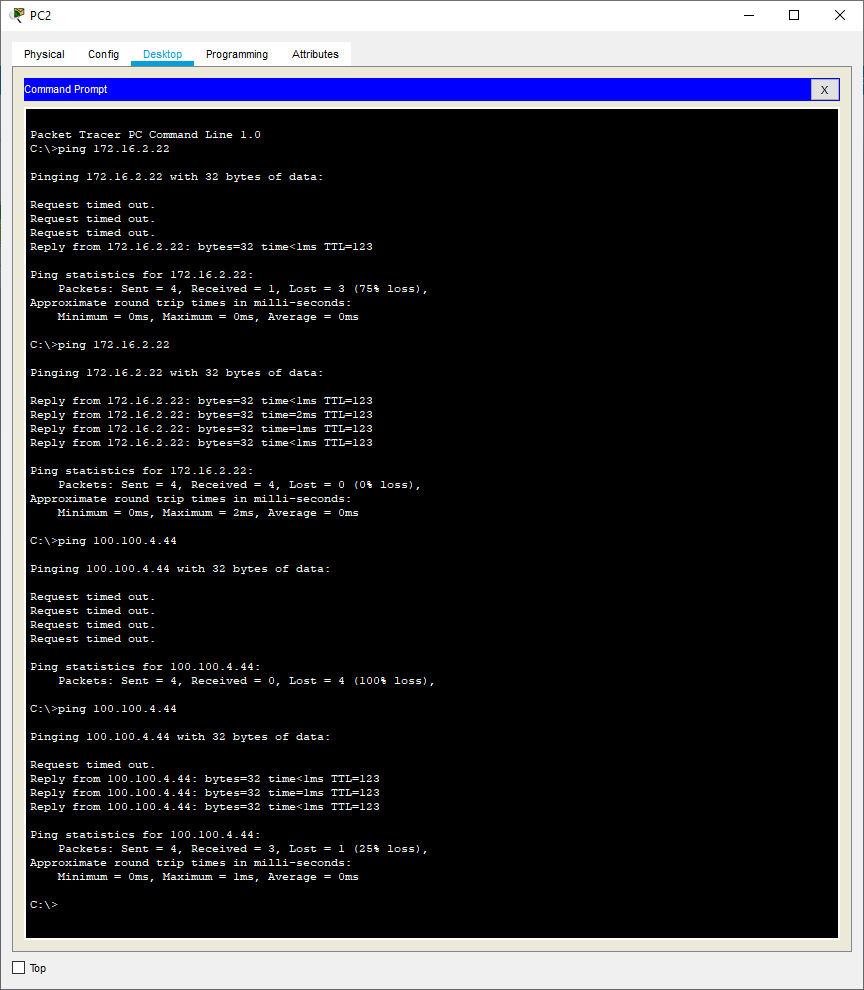 PC2
Physical Config Desktop Programming Attributes
Command Prompt
X
Packet Tracer PC Command Line 1.0
C:\>ping 172.16.2.22
Pinging 172.16.2.22 with 32 bytes of data:
Request timed out.
Request timed out.
Request timed out.
Reply from 172.16.2.22: bytes=32 time<1ms TTL=123
Ping statistics for 172.16.2.22:
Packets: Sent = 4, Received = 1, Lost = 3 (75% loss),
Approximate round trip times in milli-seconds:
Minimum = 0ms, Maximum = 0ms, Average = 0ms
C:\>ping 172.16.2.22
Pinging 172.16.2.22 with 32 bytes of data:
Reply from 172.16.2.22: bytes=32 time<1ms TTL=123
Reply from 172.16.2.22: bytes=32 time=2ms TTL=123
Reply from 172.16.2.22: bytes=32 time=1ms TTL=123
Reply from 172.16.2.22: bytes=32 time<1ms TTL=123
Ping statistics for 172.16.2.22:
Packets: Sent = 4, Received = 4, Lost = 0 (0% loss),
Approximate round trip times in milli-seconds:
Minimum = 0ms, Maximum = 2ms, Average = 0ms
C:\>ping 100.100.4.44
Pinging 100.100.4.44 with 32 bytes of data:
Request timed out.
Request timed out.
Request timed out.
Request timed out.
Ping statistics for 100.100.4.44:
Packets: Sent = 4, Received = 0, Lost = 4 (100% loss),
C:\>ping 100.100.4.44
Pinging 100.100.4.44 with 32 bytes of data:
Request timed out.
Reply from 100.100.4.44: bytes=32 time<1ms TTL=123
Reply from 100.100.4.44: bytes=32 time=1ms TTL=123
Reply from 100.100.4.44: bytes=32 time<1ms TTL=123
Ping statistics for 100.100.4.44:
Packets: Sent = 4, Received = 3, Lost = 1 (25% loss),
Approximate round trip times in milli-seconds:
Minimum = 0ms, Maximum = 1ms, Average = 0ms
C:\>
Top